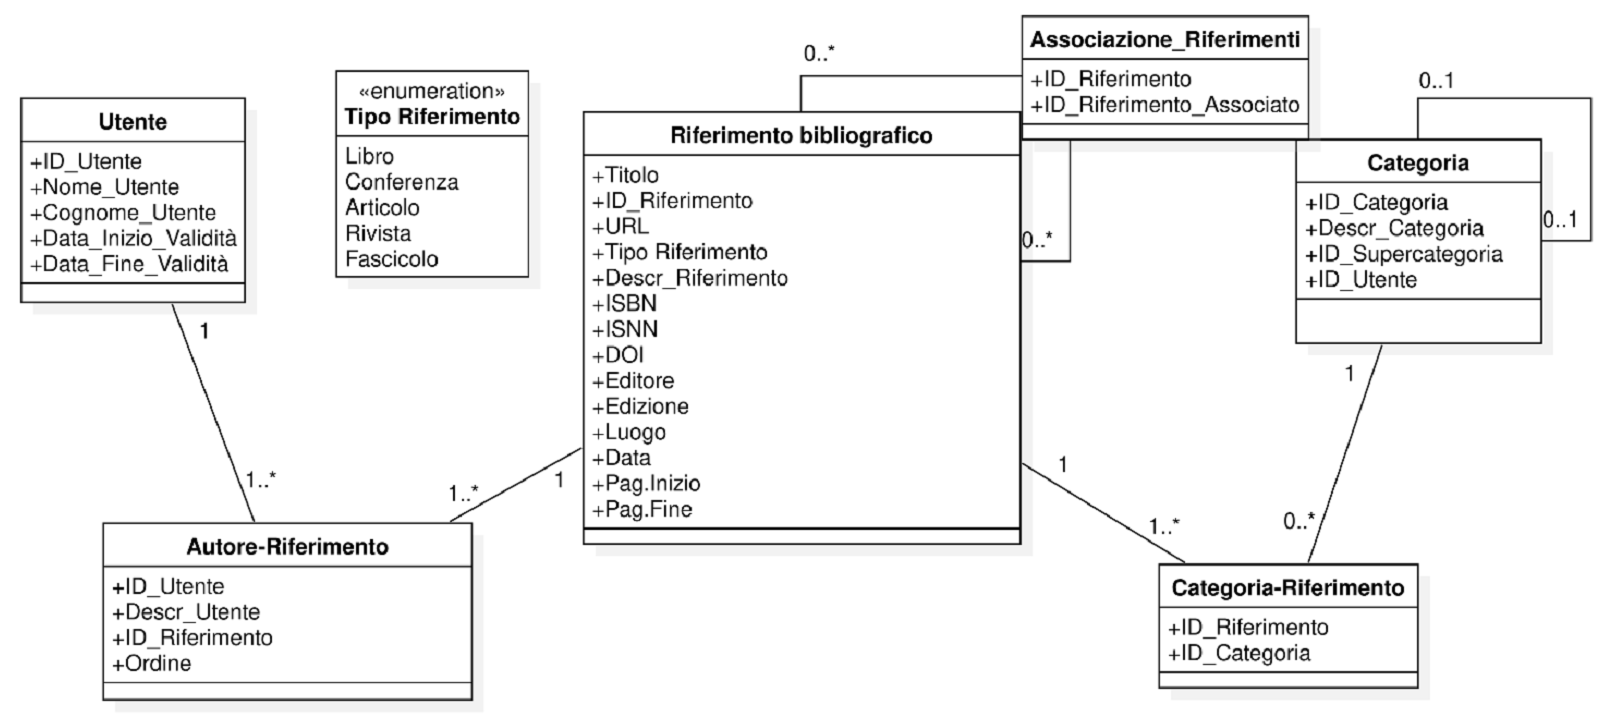 Utente
+ID_Utente
+Nome_Utente
+Cognome_Utente
+Data_Inizio_Validità
+Data_Fine_Validità
«enumeration»
Tipo Riferimento
Libro
Conferenza
Articolo
Rivista
Fascicolo
Riferimento bibliografico
+Titolo
+ID_Riferimento
+URL
+Tipo Riferimento
+Descr_Riferimento
+ISBN
+ISNN
+DOI
+Editore
+Edizione
+Luogo
+Data
+Pag.Inizio
+Pag.Fine
Associazione_Riferimenti
+ID_Riferimento
+ID_Riferimento_Associato
0..*
0..*
Categoria
+ID_Categoria
+Descr_Categoria
+ID_Supercategoria
+ID_Utente
0..1
0..1
1
1..*
1..*
1
1
1..*
1
0..*
Autore-Riferimento
+ID_Utente
+Descr_Utente
+ID_Riferimento
+Ordine
Categoria-Riferimento
+ID_Riferimento
+ID_Categoria